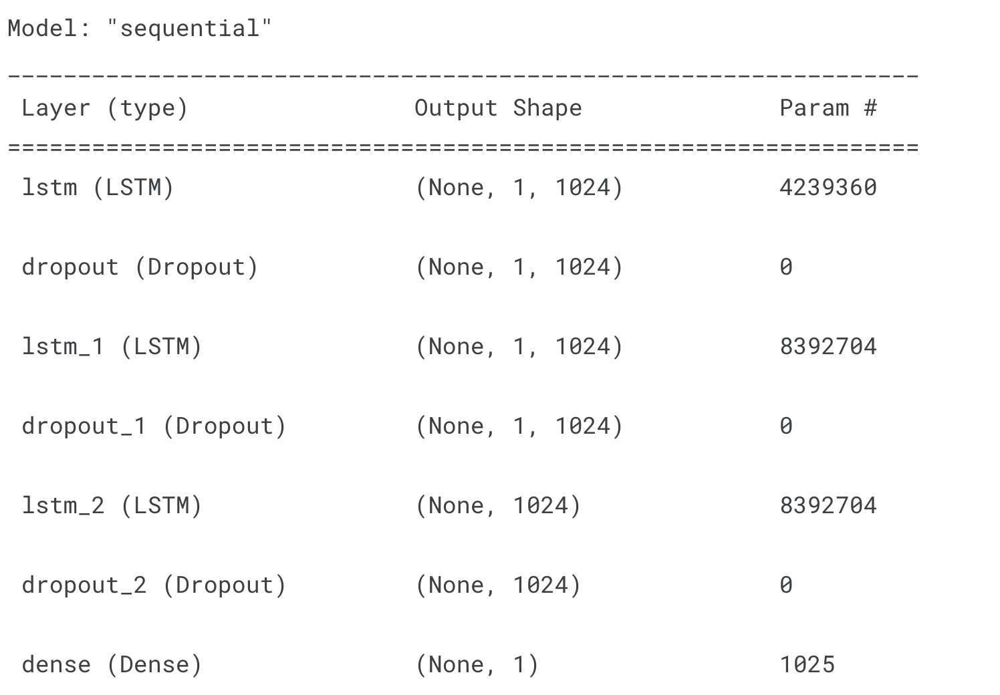 Model: "sequential"
_________________________________________________________________
Layer (type) Output Shape Param #
=================================================================
lstm (LSTM) (None, 1, 1024) 4239360
dropout (Dropout) (None, 1, 1024) 0
lstm_1 (LSTM) (None, 1, 1024) 8392704
dropout_1 (Dropout) (None, 1, 1024) 0
lstm_2 (LSTM) (None, 1024) 8392704
dropout_2 (Dropout) (None, 1024) 0
dense (Dense) (None, 1) 1025